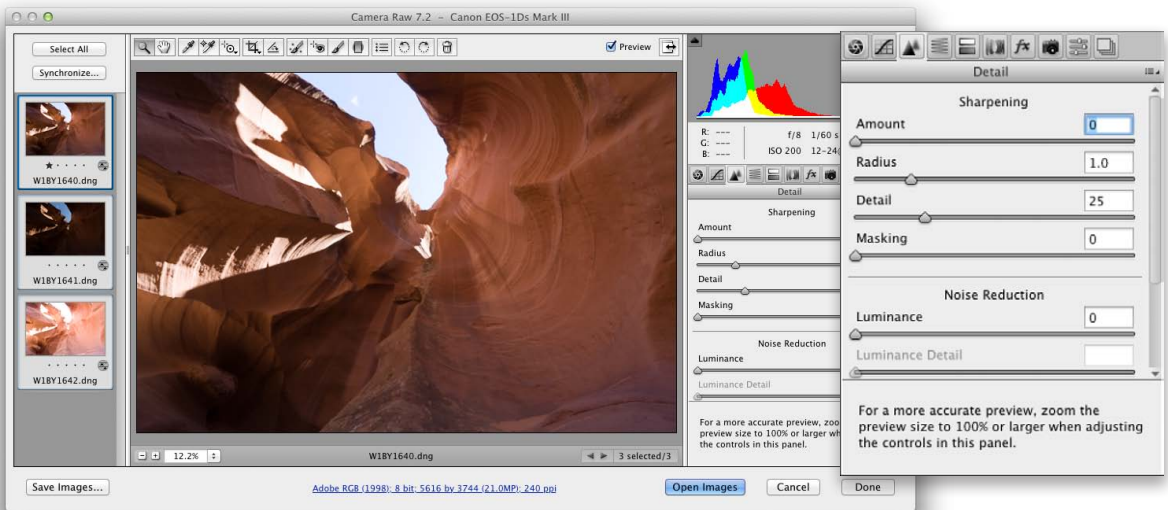 Camera Raw 7.2 – Canon EOS-1Ds Mark III
Select All
Synchronize...
W1BY1640.dng
W1BY1641.dng
W1BY1642.dng
Preview
12.2%
W1BY1640.dng
3 selected/3
R: ---
G: ---
B: ---
f/8 1/60 s
ISO 200 12-24@
Detail
Sharpening
Amount
Radius
Detail
Masking
Noise Reduction
Luminance
Luminance Detail
For a more accurate preview, zoo
preview size to 100% or larger wh
the controls in this panel.
Save Images...
Adobe RGB (1998); 8 bit; 5616 by 3744 (21.0MP); 240 ppi
Open Images
Cancel
Done
fx
Detail
Sharpening
Amount 0
Radius 1.0
Detail 25
Masking 0
Noise Reduction
Luminance 0
Luminance Detail
For a more accurate preview, zoom the
preview size to 100% or larger when adjusting
the controls in this panel.